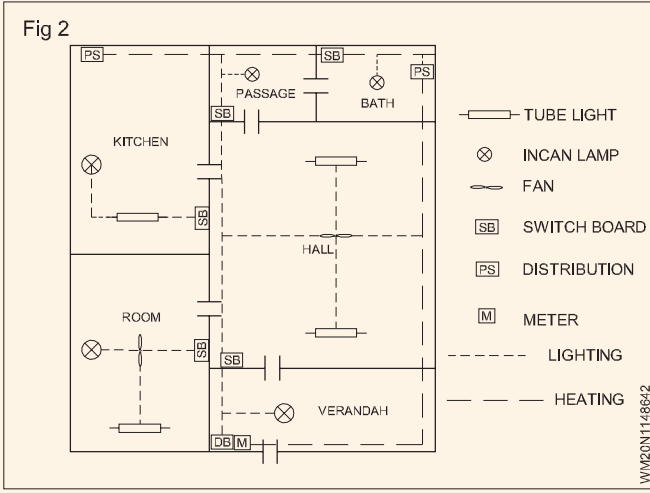 Fig 2
PS
SB
PASSAGE
BATH
PS
SB
KITCHEN
SB
HALL
ROOM
SB
SB
VERANDAH
DB M
TUBE LIGHT
INCAN LAMP
FAN
SB SWITCH BOARD
PS DISTRIBUTION
M METER
LIGHTING
HEATING
WM20N1148642